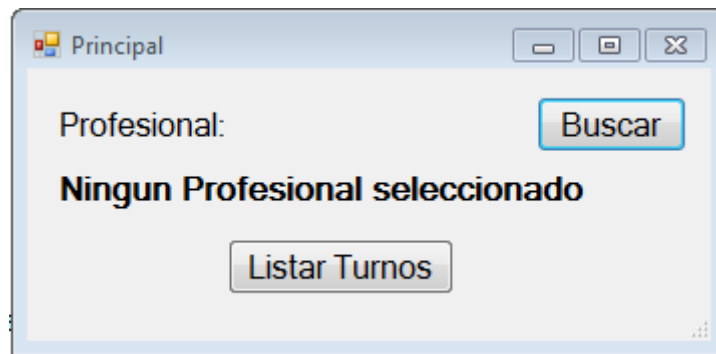 Principal
Profesional: Buscar
Ningun Profesional seleccionado
Listar Turnos